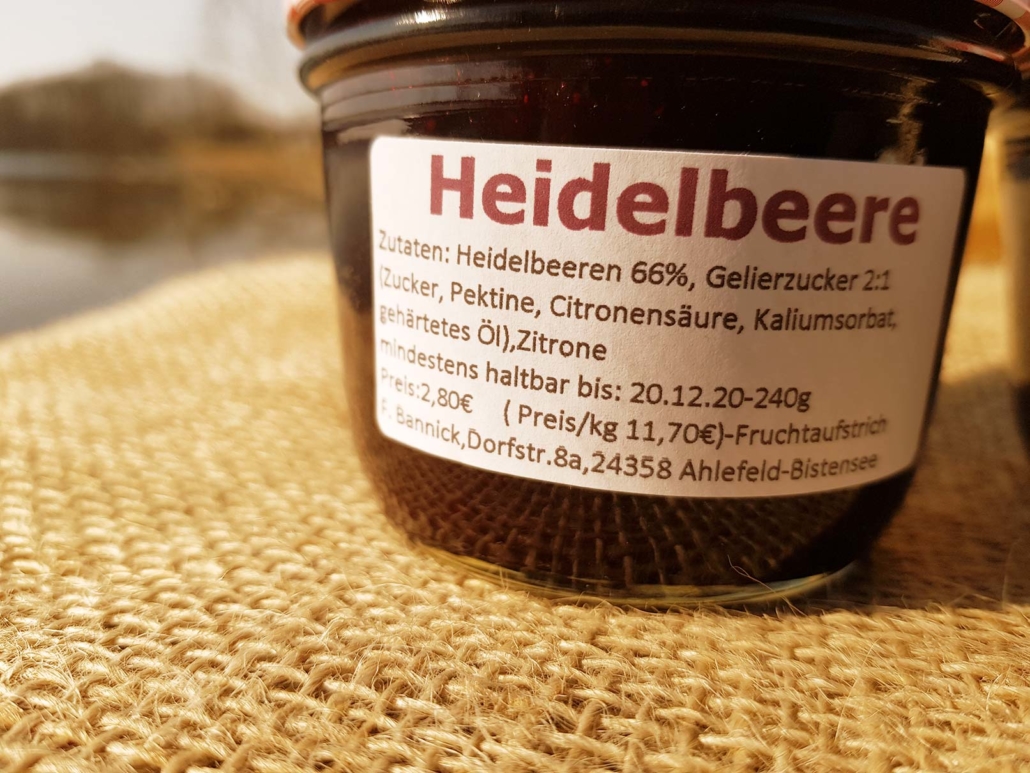 Heidelbeere
Zutaten: Heidelbeeren 66%, Gelierzucker 2:1
(Zucker, Pektine, Citronensäure, Kaliumsorbat,
gehärtetes Öl),Zitrone
mindestens haltbar bis: 20.12.20-240g
Preis:2,80€ ( Preis/kg 11,70€)-Fruchtaufstrich
F. Bannick,Dorfstr.8a,24358 Ahlefeld-Bistensee